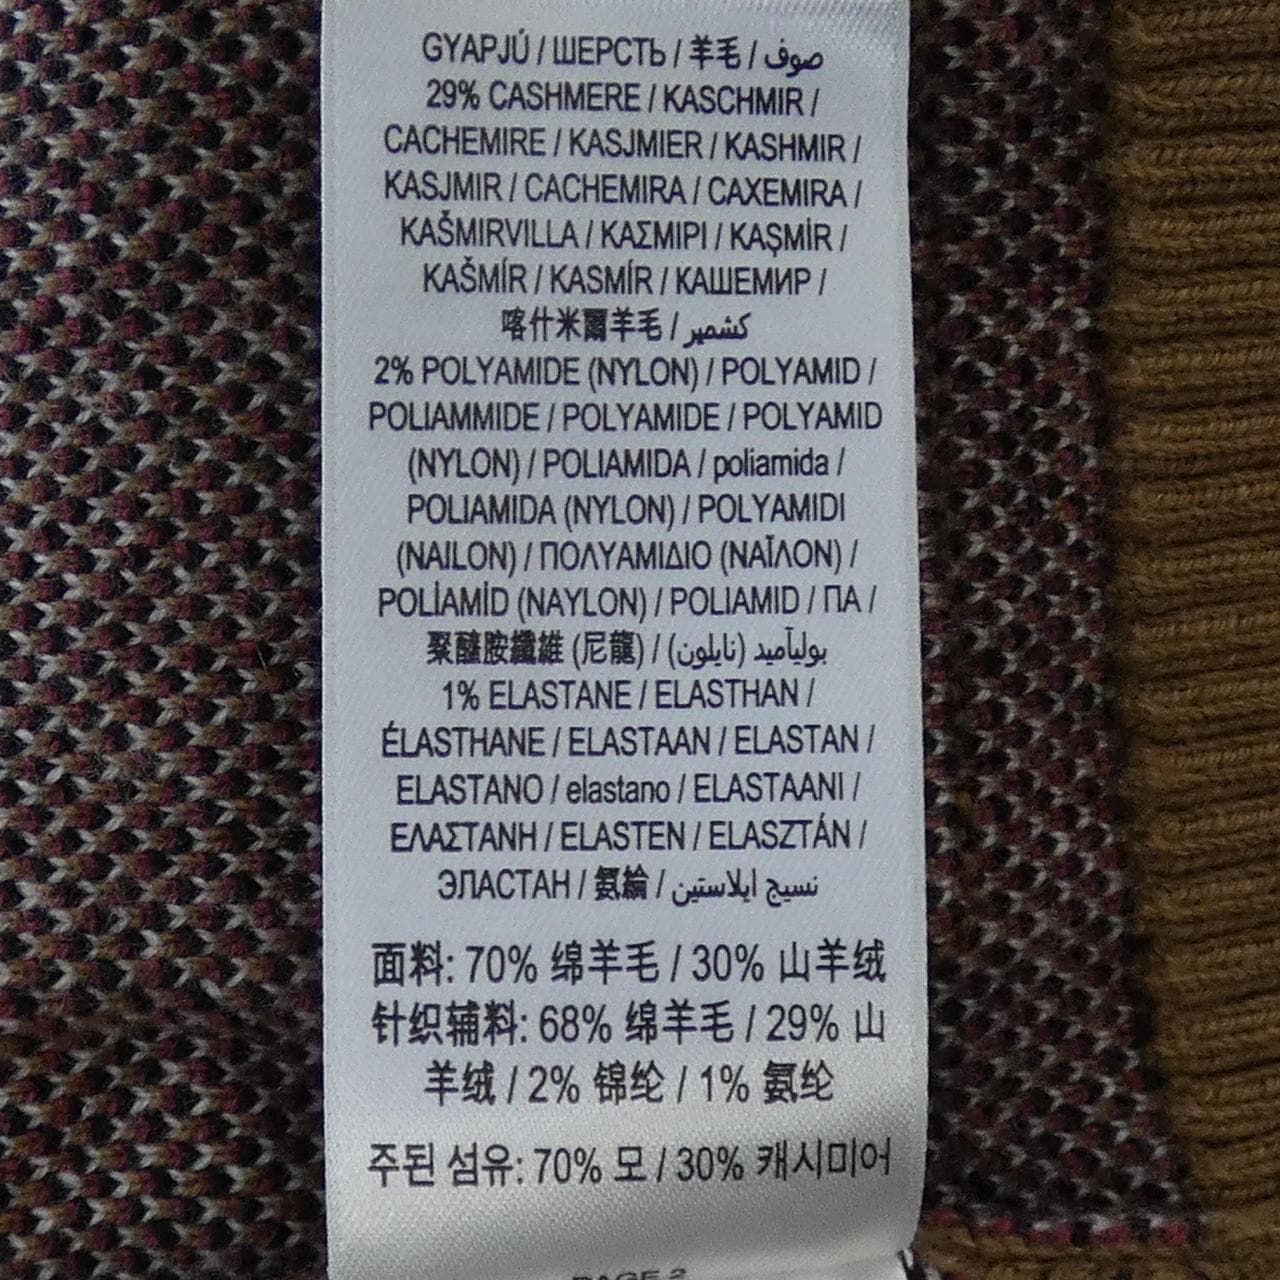 GYAPJÚ / ШЕРСТЬ / 羊毛 / صوف
29% CASHMERE / KASCHMIR /
CACHEMIRE / KASJMIER / KASHMIR /
KASJMIR / CACHEMIRA / CAXEMIRA /
KAŠMIRVILLA / ΚΑΣΜΙΡΙ / KAŞMİR /
KAŠMÍR / KASMÍR / КАШЕМИР /
喀什米爾羊毛 / كشمير
2% POLYAMIDE (NYLON) / POLYAMID /
POLIAMMIDE / POLYAMIDE / POLYAMID
(NYLON) / POLIAMIDA / poliamida /
POLIAMIDA (NYLON) / POLYAMIDI
(NAILON) / ΠΟΛΥΑΜΙΔΙΟ (ΝΑΪΛΟΝ) /
POLİAMİD (NAYLON) / POLIAMID / ПА /
聚醯胺纖維 (尼龍) / بوليآميد (نايلون)
1% ELASTANE / ELASTHAN /
ÉLASTHANE / ELASTAAN / ELASTAN /
ELASTANO / elastano / ELASTAANI /
ΕΛΑΣΤΑΝΗ / ELASTEN / ELASZTÁN /
ЭЛАСТАН / 氨綸 / نسيج ايلاستين
面料: 70% 绵羊毛 / 30% 山羊绒
针织辅料: 68% 绵羊毛 / 29% 山
羊绒 / 2% 锦纶 / 1% 氨纶
주된 섬유: 70% 모 / 30% 캐시미어
PAGE 2